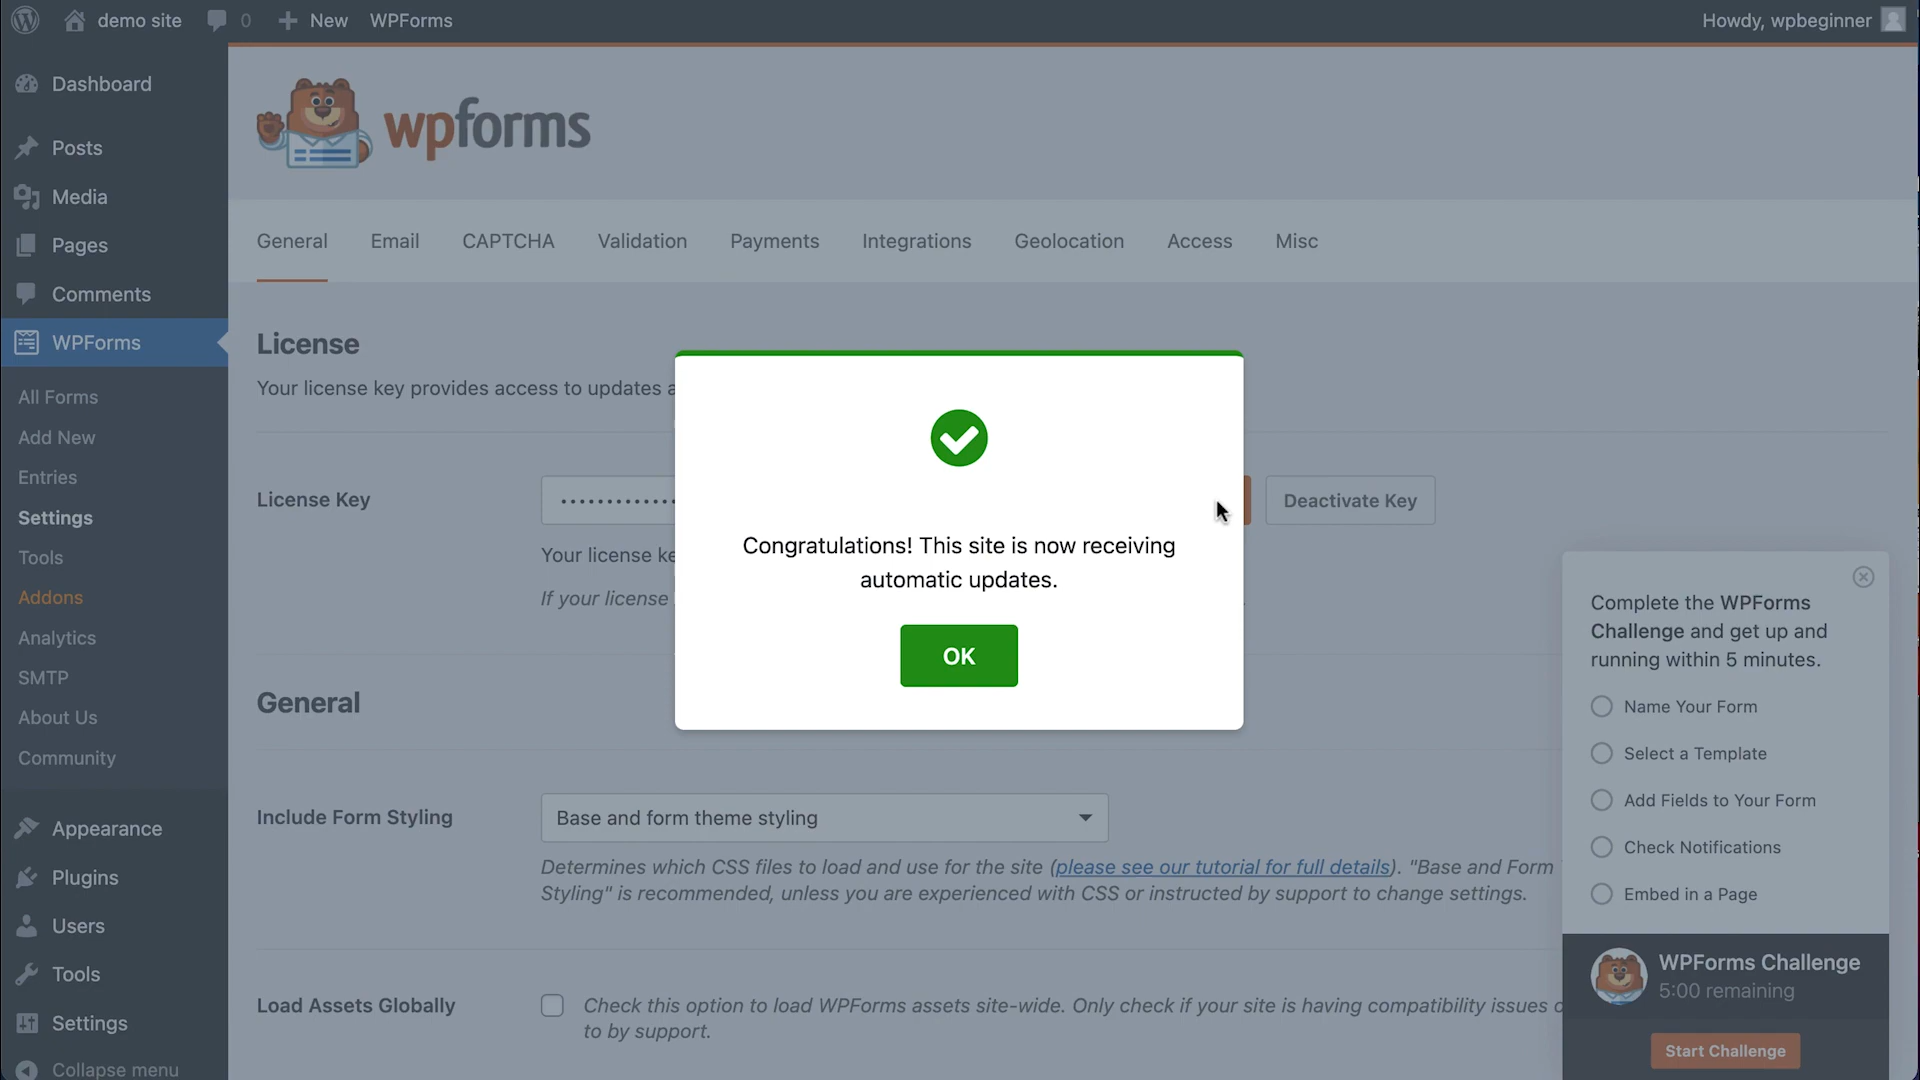 demo site
0
New
WPForms
Howdy, wpbeginner
Dashboard
Posts
Media
Pages
Comments
WPForms
All Forms
Add New
Entries
Settings
Tools
Addons
Analytics
SMTP
About Us
Community
Appearance
Plugins
Users
Tools
Settings
Collapse menu
wpforms
General
Email
CAPTCHA
Validation
Payments
Integrations
Geolocation
Access
Misc
License
Your license key provides access to updates
License Key
Deactivate Key
Your license
If your license
Congratulations! This site is now receiving
automatic updates.
OK
General
Include Form Styling
Base and form theme styling
Determines which CSS files to load and use for the site (please see our tutorial for full details). "Base and Form
Styling" is recommended, unless you are experienced with CSS or instructed by support to change settings.
Load Assets Globally
Check this option to load WPForms assets site-wide. Only check if your site is having compatibility issues
to by support.
Complete the WPForms
Challenge and get up and
running within 5 minutes.
Name Your Form
Select a Template
Add Fields to Your Form
Check Notifications
Embed in a Page
WPForms Challenge
5:00 remaining
Start Challenge